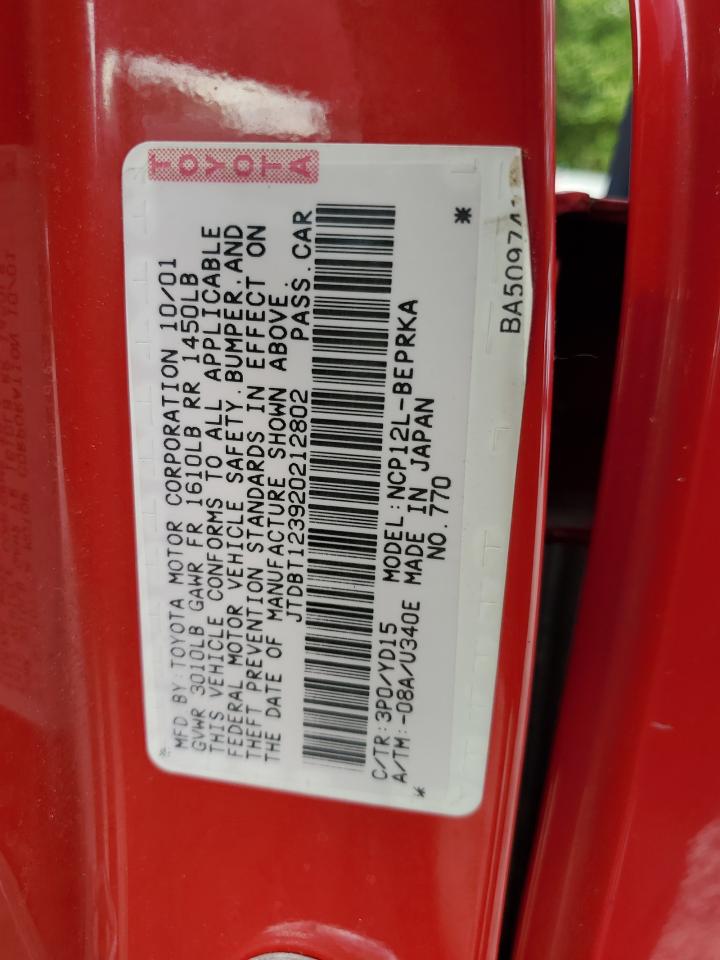 TOYOTA
MFD BY:TOYOTA MOTOR CORPORATION 10/01
GVWR 3010LB GAWR FR 1610LB RR 1450LB
THIS VEHICLE CONFORMS TO ALL APPLICABLE
FEDERAL MOTOR VEHICLE SAFETY,BUMPER,AND
THEFT PREVENTION STANDARDS IN EFFECT ON
THE DATE OF MANUFACTURE SHOWN ABOVE.
JTDBT123920212802 PASS.CAR
C/TR:3P0/YD15 MODEL:NCP12L-BEPRKA
A/TM:-08A/U340E MADE IN JAPAN
NO.770